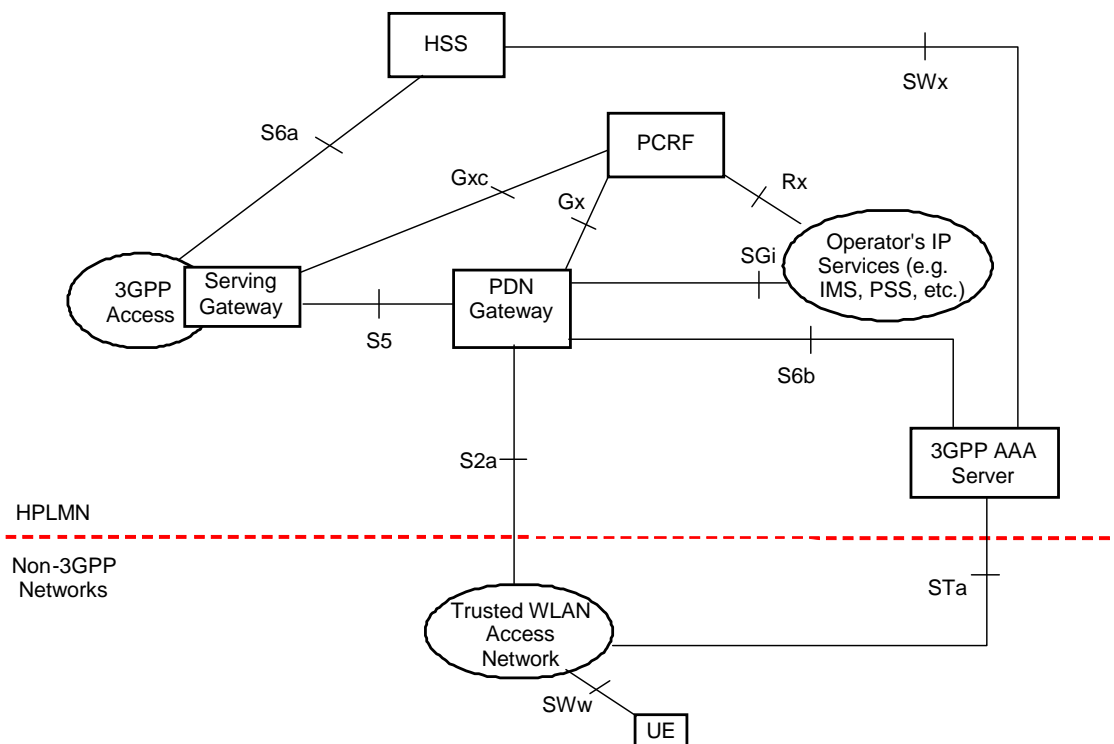 HSS
SWx
S6a
PCRF
Gxc
Rx
Gx
Operator's IP
Services (e.g.
IMS, PSS, etc.)
SGi
3GPP
Access
Serving
Gateway
PDN
Gateway
S5
S6b
S2a
3GPP AAA
Server
HPLMN
Non-3GPP
Networks
STa
Trusted WLAN
Access
Network
SWw
UE